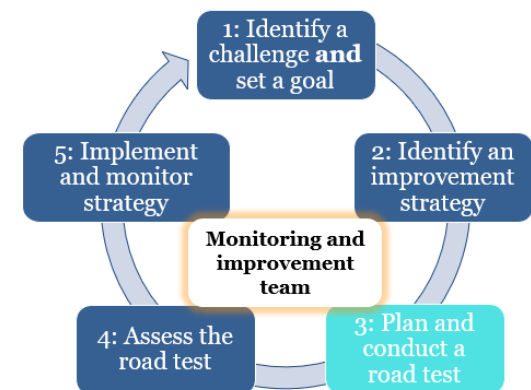 1: Identify a
challenge and
set a goal
2: Identify an
improvement
strategy
3: Plan and
conduct a
road test
4: Assess the
road test
5: Implement
and monitor
strategy
Monitoring and
improvement
team